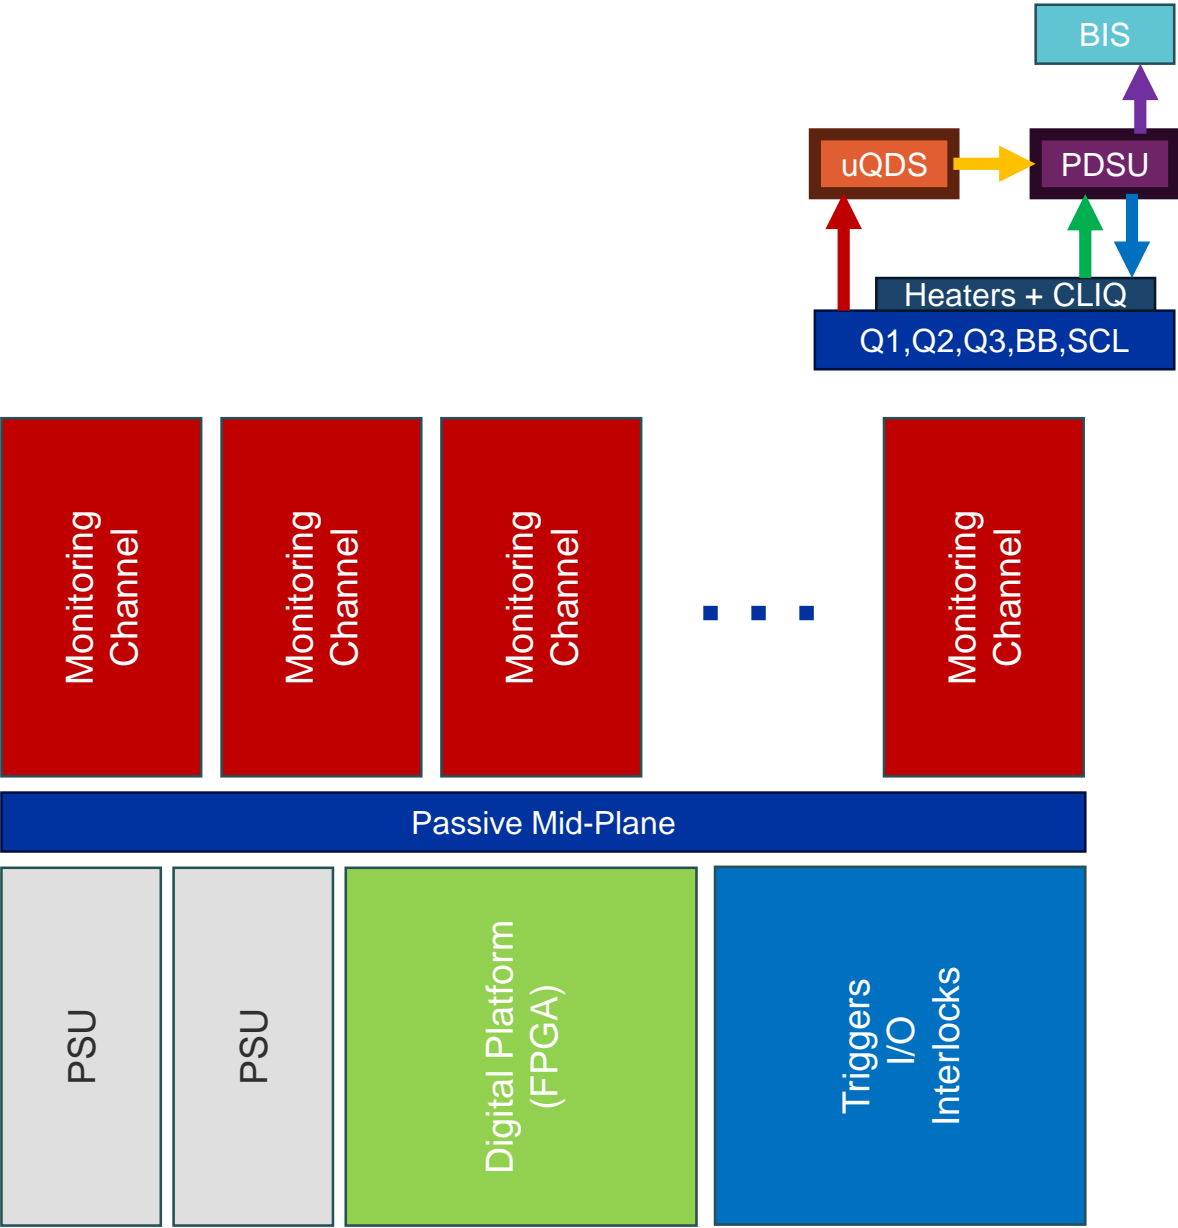 BIS
uQDS
PDSU
Heaters + CLIQ
Q1,Q2,Q3,BB,SCL
Monitoring
Channel
Monitoring
Channel
Monitoring
Channel
. . .
Monitoring
Channel
Passive Mid-Plane
PSU
PSU
Digital Platform
(FPGA)
Triggers
I/O
Interlocks